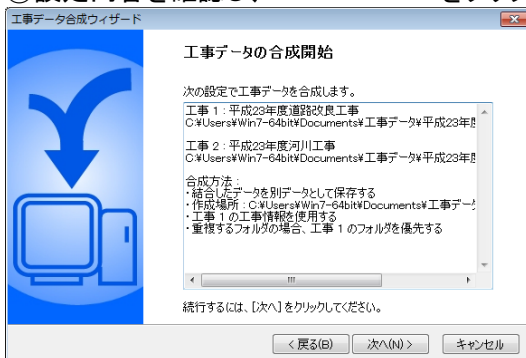 工事データ合成ウィザード
工事データの合成開始
次の設定で工事データを合成します。
工事 1 : 平成23年度道路改良工事
C:¥Users¥Win7-64bit¥Documents¥工事データ¥平成23年度
工事 2 : 平成23年度河川工事
C:¥Users¥Win7-64bit¥Documents¥工事データ¥平成23年度
合成方法 :
・結合したデータを別データとして保存する
・作成場所 : C:¥Users¥Win7-64bit¥Documents¥工事データ
・工事 1 の工事情報を使用する
・重複するフォルダの場合、工事 1 のフォルダを優先する
続行するには、[次へ] をクリックしてください。
< 戻る(B) 次へ(N) > キャンセル